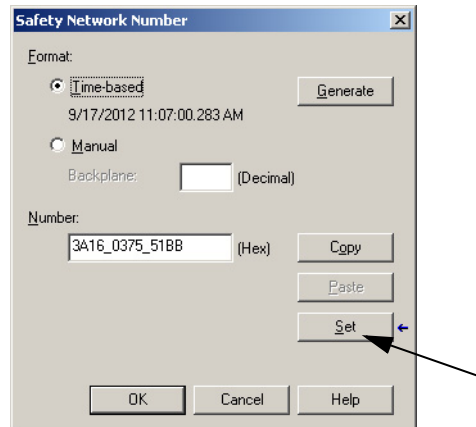 Safety Network Number
Format:
Time-based
Generate
9/17/2012 11:07:00.283 AM
Manual
Backplane:
(Decimal)
Number:
3A16_0375_51BB
(Hex)
Copy
Paste
Set
OK
Cancel
Help